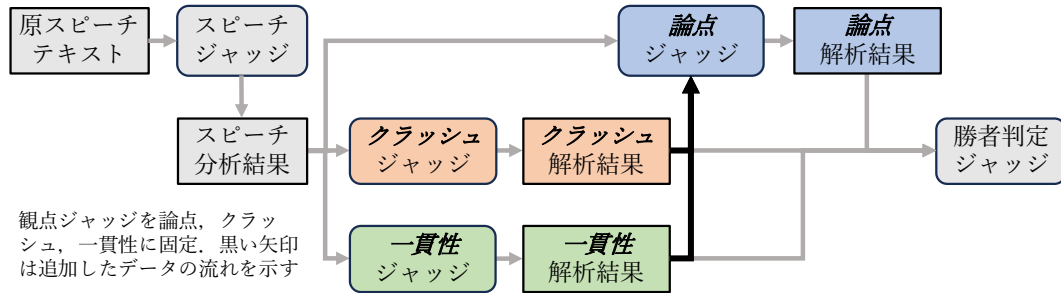 原スピーチ
テキスト
スピーチ
ジャッジ
論点
ジャッジ
論点
解析結果
スピーチ
分析結果
クラッシュ
ジャッジ
クラッシュ
解析結果
勝者判定
ジャッジ
観点ジャッジを論点，クラッ
シュ，一貫性に固定．黒い矢印
は追加したデータの流れを示す
一貫性
ジャッジ
一貫性
解析結果